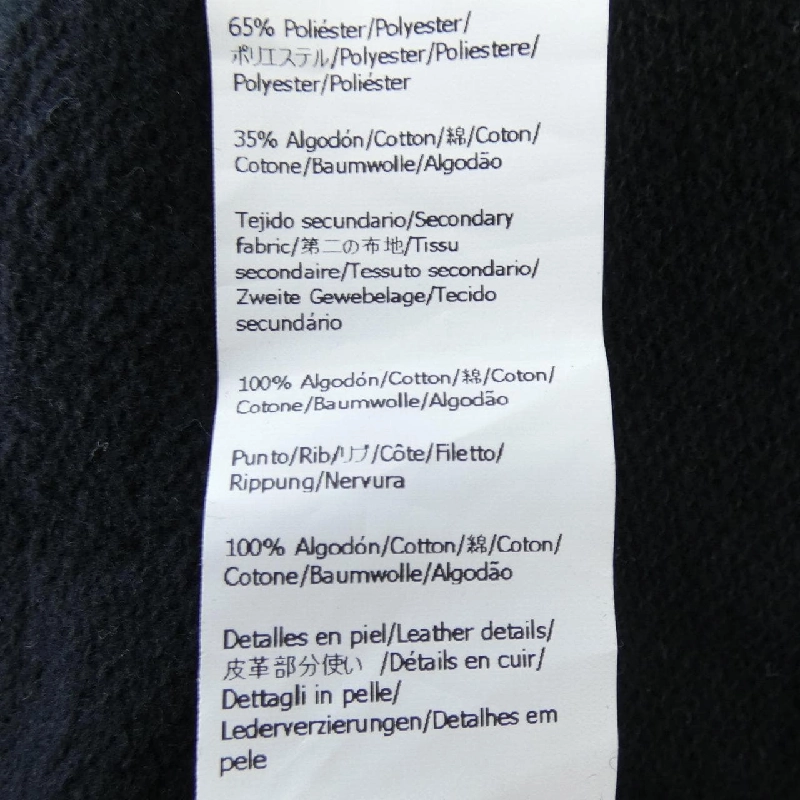 65% Poliéster/Polyester/
ポリエステル/Polyester/Poliestere/
Polyester/Poliéster
35% Algodón/Cotton/綿/Coton/
Cotone/Baumwolle/Algodão
Tejido secundario/Secondary
fabric/第二の布地/Tissu
secondaire/Tessuto secondario/
Zweite Gewebelage/Tecido
secundário
100% Algodón/Cotton/綿/Coton/
Cotone/Baumwolle/Algodão
Punto/Rib/リブ/Côte/Filetto/
Rippung/Nervura
100% Algodón/Cotton/綿/Coton/
Cotone/Baumwolle/Algodão
Detalles en piel/Leather details/
皮革部分使い /Détails en cuir/
Dettagli in pelle/
Lederverzierungen/Detalhes em
pele